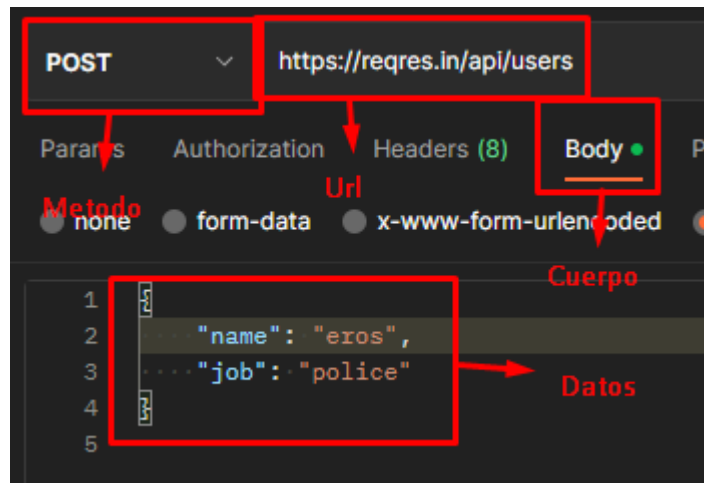 POST https://reqres.in/api/users
Params Authorization Headers (8) Body P
Url
Metodo
none form-data x-www-form-urlencoded
Cuerpo
1 {
2 "name": "eros",
3 "job": "police"
Datos
4 }
5